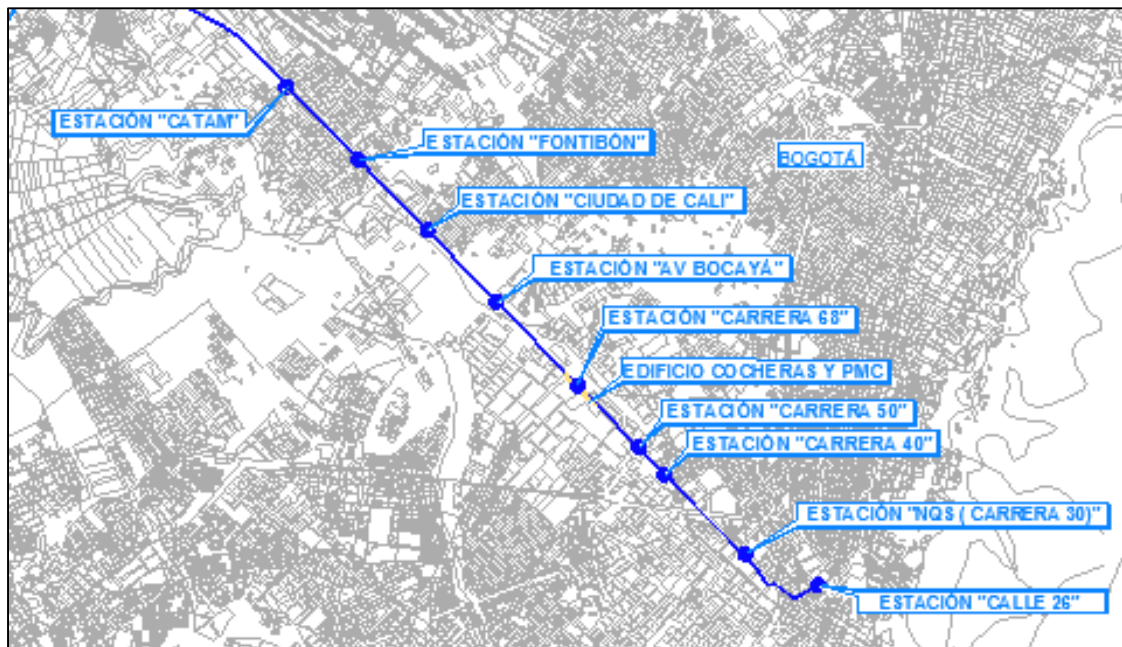 ESTACIÓN "CATAM"
ESTACIÓN "FONTIBÓN"
BOGOTÁ
ESTACIÓN "CIUDAD DE CALI"
ESTACIÓN "AV BOCAYÁ"
ESTACIÓN "CARRERA 68"
EDIFICIO COCHERAS Y PMC
ESTACIÓN "CARRERA 50"
ESTACIÓN "CARRERA 40"
ESTACIÓN "NQS ( CARRERA 30)"
ESTACIÓN "CALLE 26"